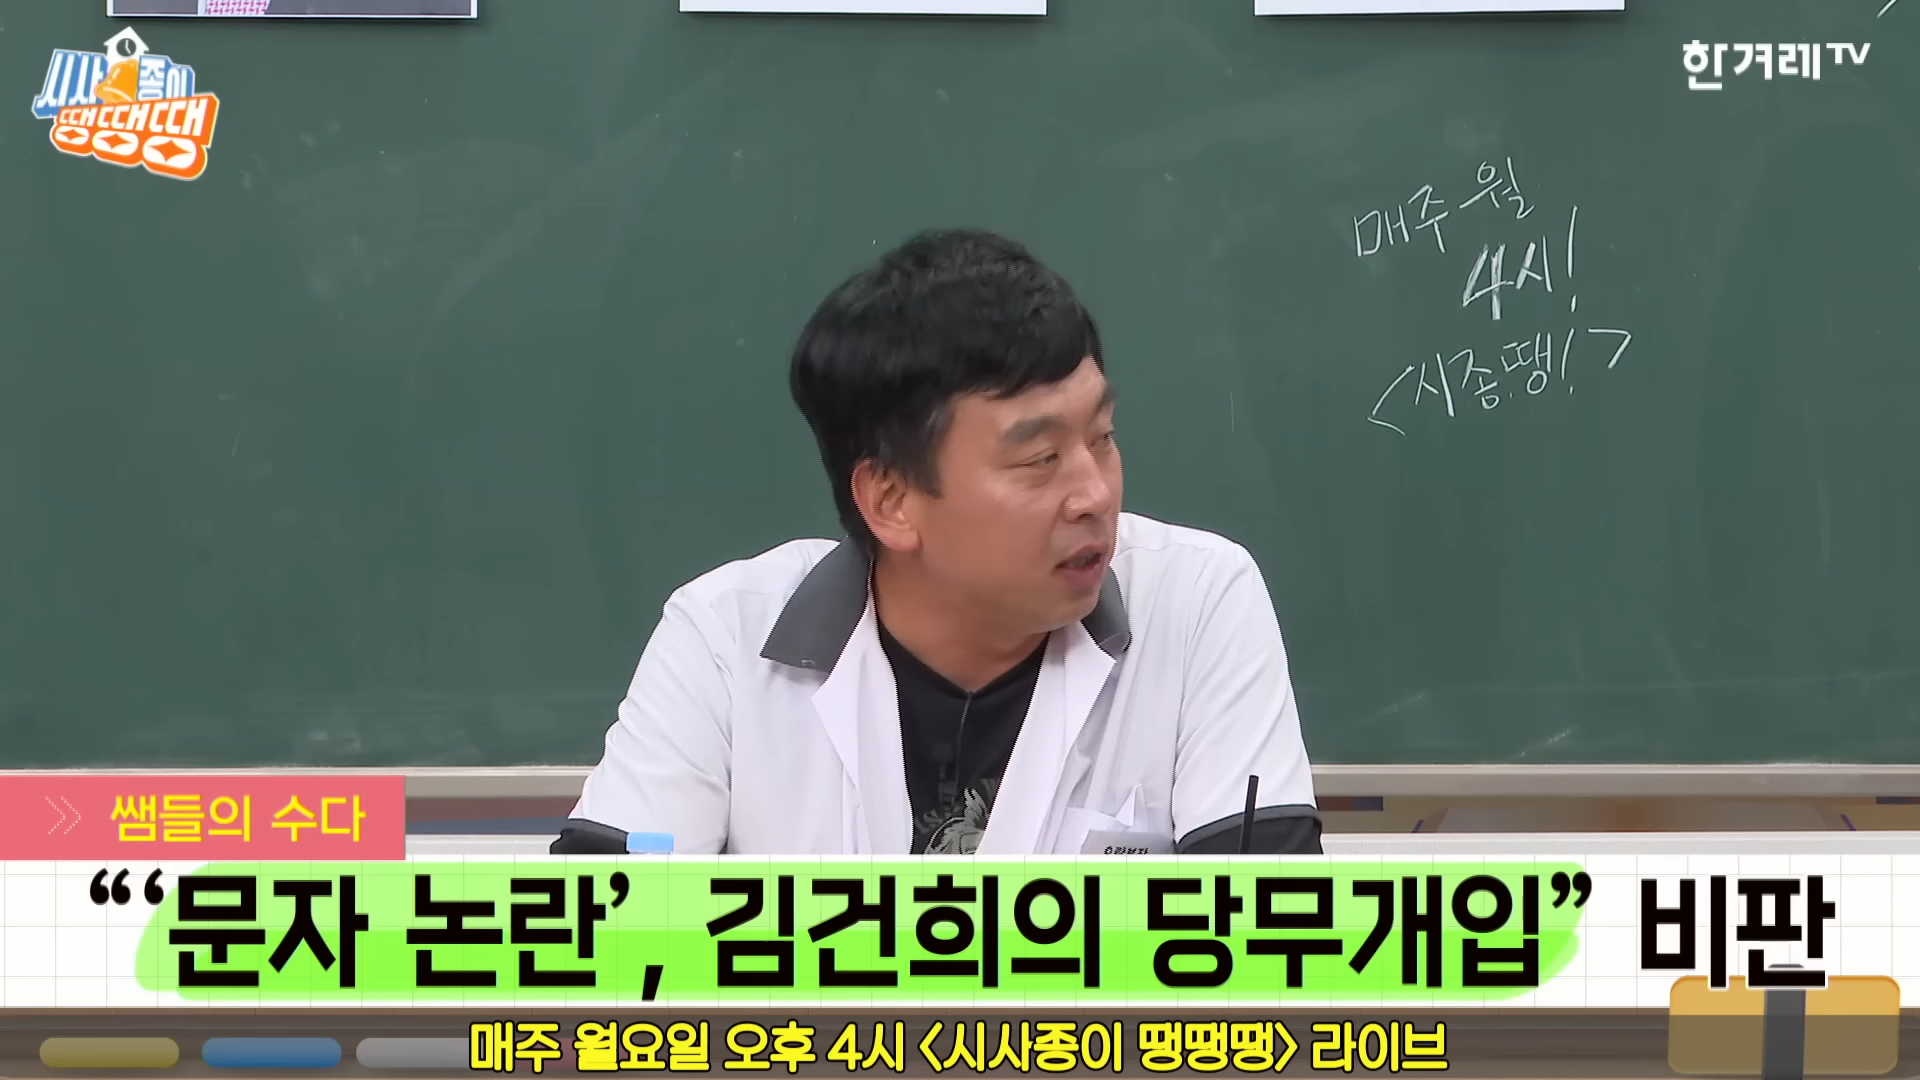 시사종이
땡땡땡
한겨레TV
매주 월
4시!
<시종땡!>
쌤들의 수다
“‘문자 논란’, 김건희의 당무개입” 비판
매주 월요일 오후 4시 <시사종이 땡땡땡> 라이브